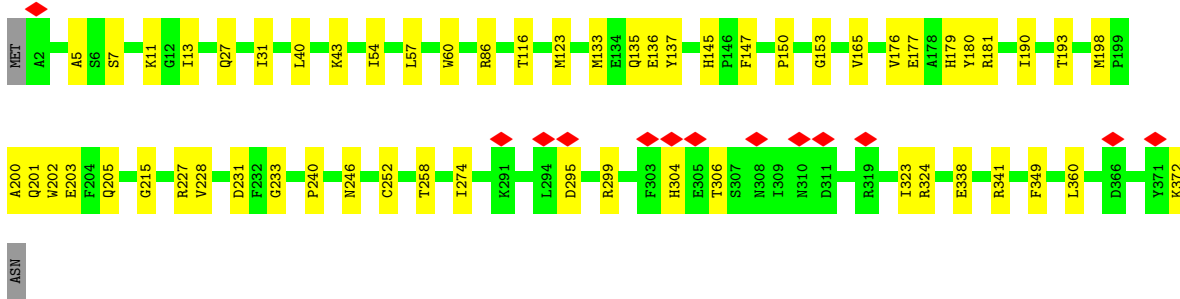 MET A2 A5 S6 S7 K11 G12 I13 Q27 I31 L40 K43 I54 L57 W60 R86 T116 M123 M133 E134 Q135 E136 Y137 H145 P146 F147 P150 G153 V165 V176 E177 A178 H179 Y180 R181 I190 T193 M198 P199
A200 Q201 W202 E203 F204 Q205 G215 R227 V228 D231 F232 G233 P240 N246 C252 T258 I274 K291 L294 D295 R299 F303 H304 E305 T306 S307 N308 I309 N310 D311 R319 I323 R324 E338 R341 F349 L360 D366 Y371 K372
ASN